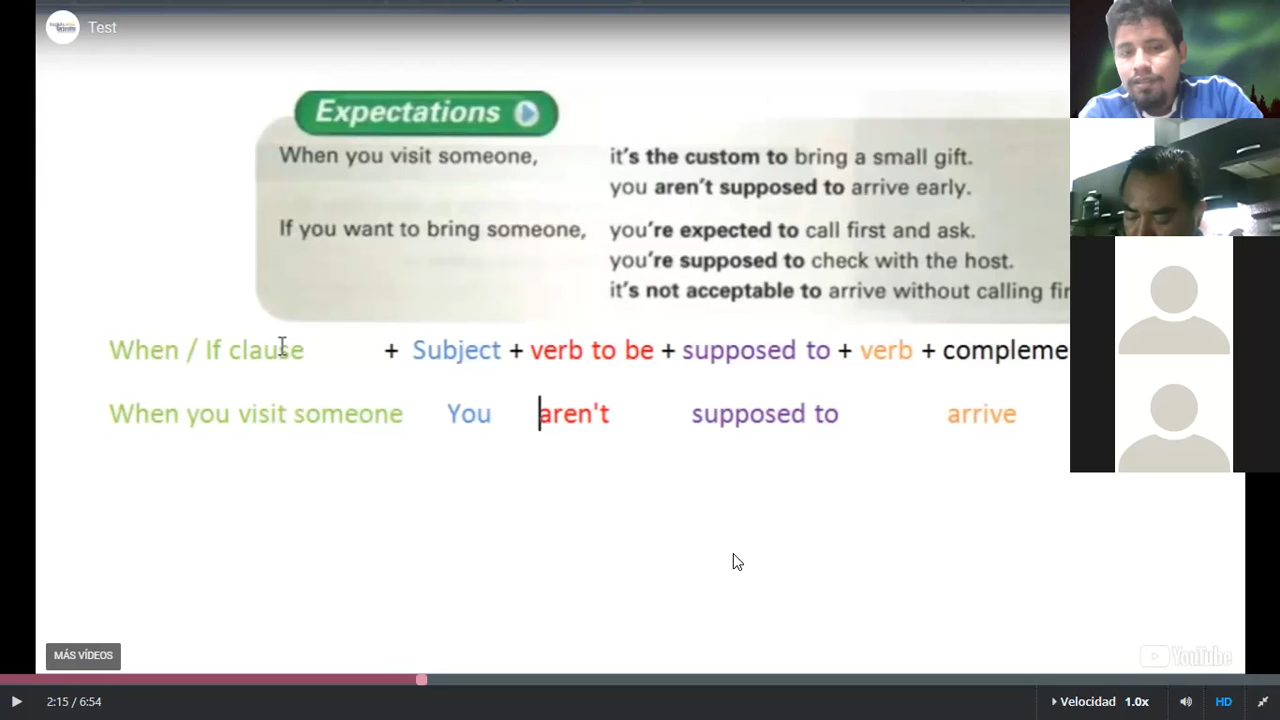 Test
Expectations
When you visit someone, it's the custom to bring a small gift.
you aren't supposed to arrive early.
If you want to bring someone, you're expected to call first and ask.
you're supposed to check with the host.
it's not acceptable to arrive without calling
When / If clause + Subject + verb to be + supposed to + verb +
When you visit someone You aren't supposed to arrive
MÁS VÍDEOS
YouTube
2:15 / 6:54
Velocidad 1.0x
HD